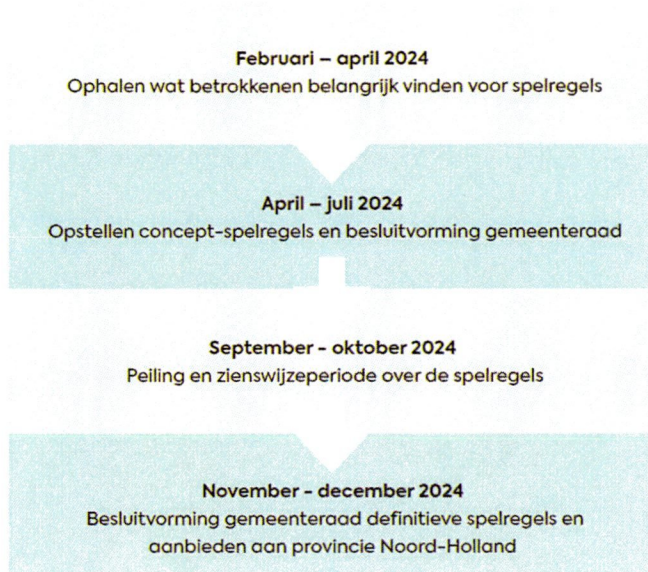 Februari – april 2024
Ophalen wat betrokkenen belangrijk vinden voor spelregels
April – juli 2024
Opstellen concept-spelregels en besluitvorming gemeenteraad
September - oktober 2024
Peiling en zienswijzeperiode over de spelregels
November - december 2024
Besluitvorming gemeenteraad definitieve spelregels en
aanbieden aan provincie Noord-Holland